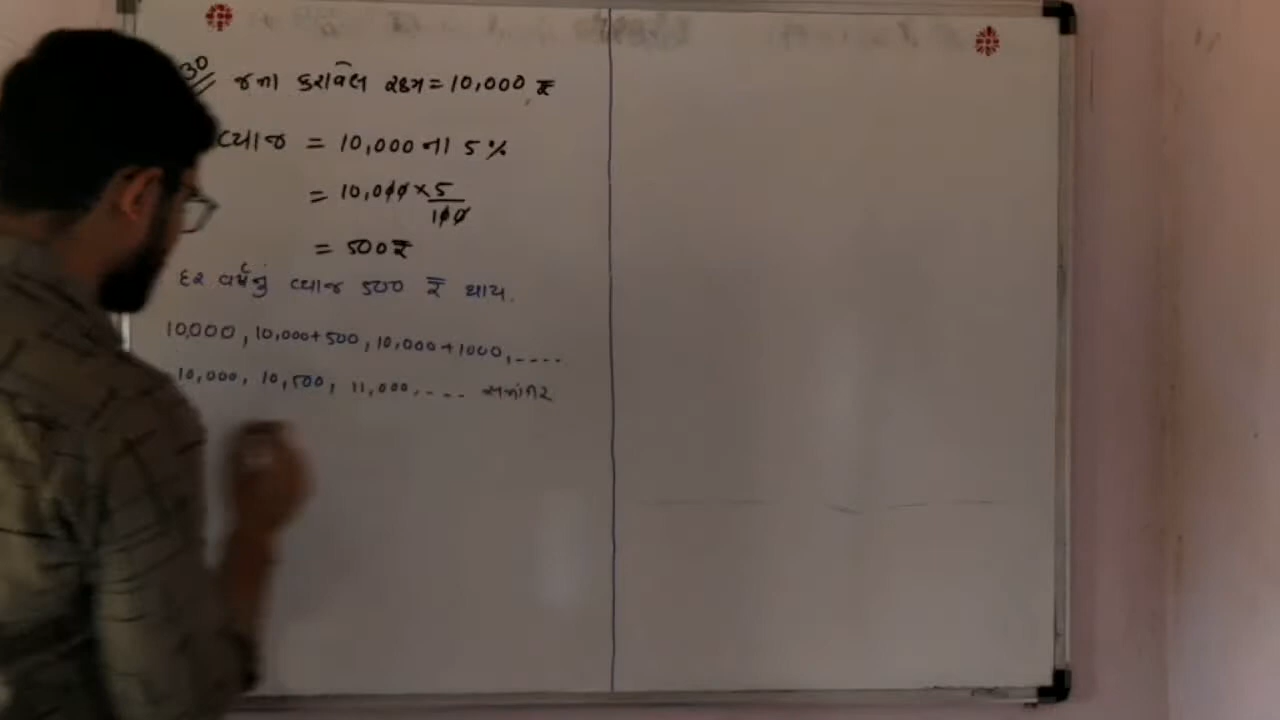 30 જમા કરાવેલ રકમ = 10,000 ₹
વ્યાજ = 10,000 ના 5 %
= 10,000 × 5/100
= 500 ₹
દર વર્ષનું વ્યાજ 500 ₹ થાય.
10,000, 10,000 + 500, 10,000 + 1000, ....
10,000, 10,500, 11,000, .... સમાંતર